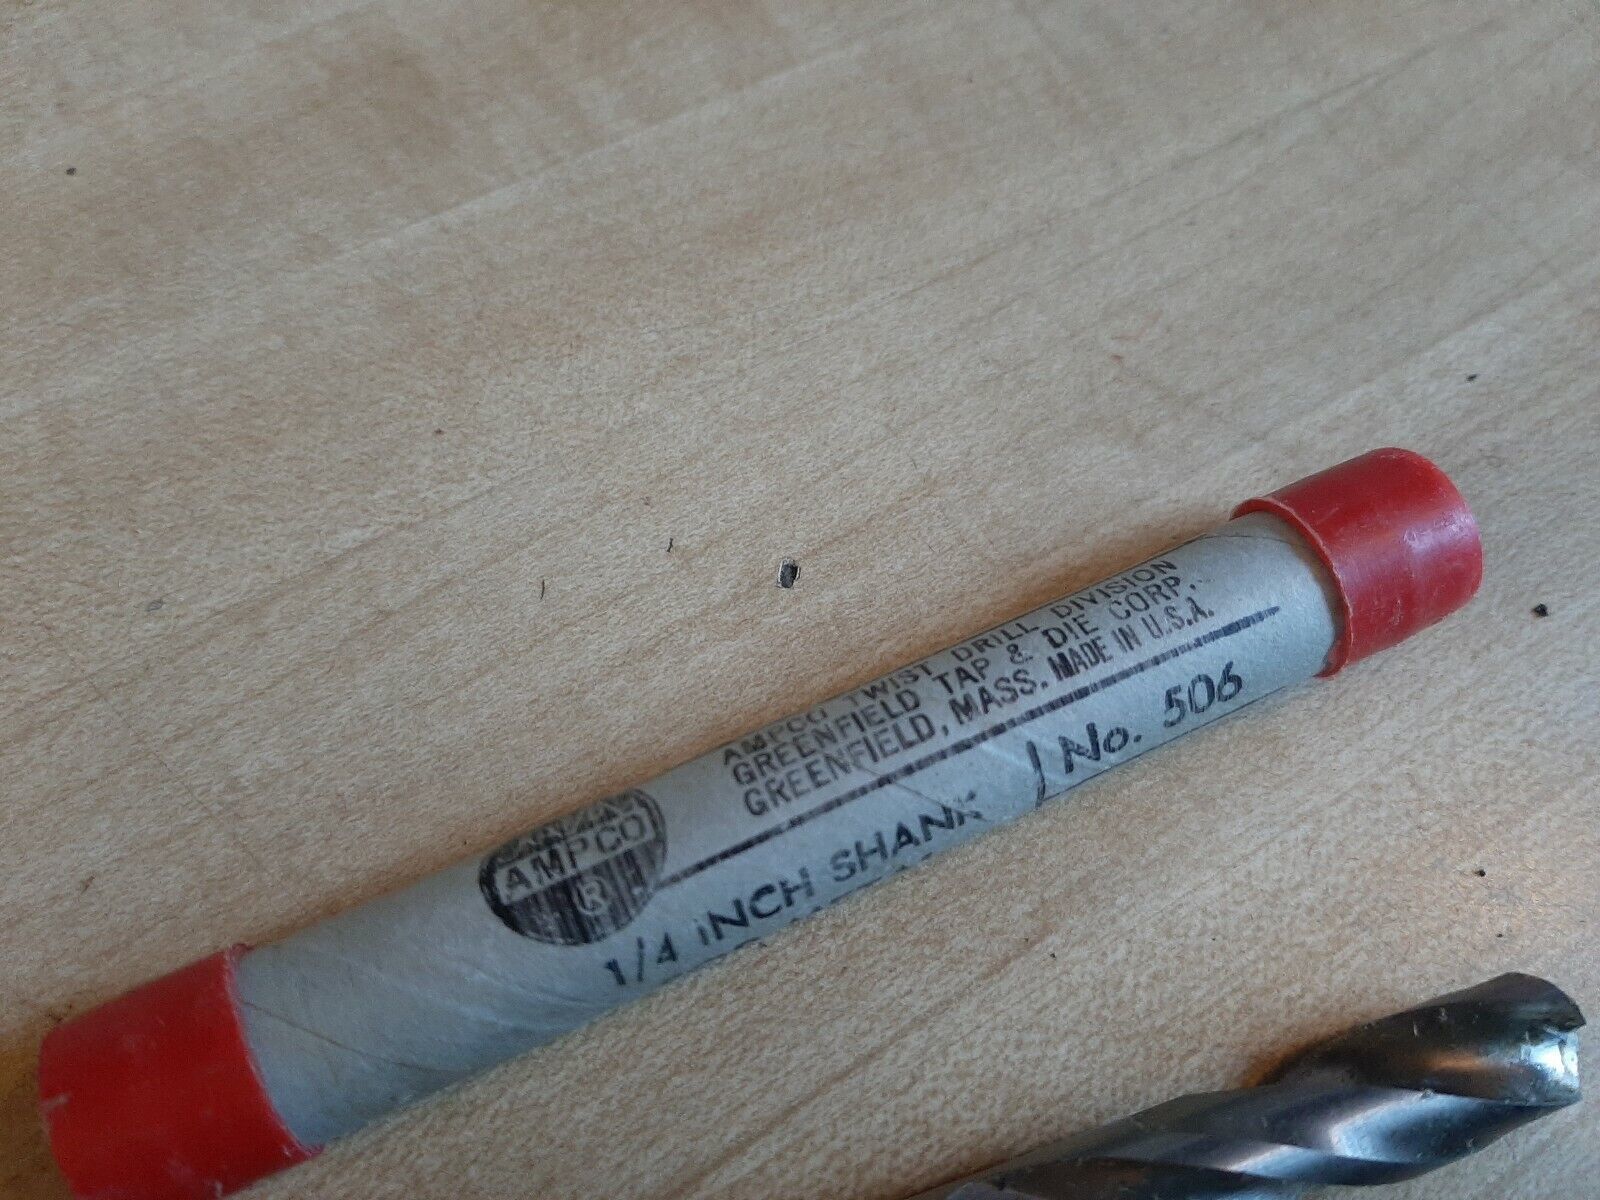 AMPCO TWIST DRILL DIVISION
GREENFIELD TAP & DIE CORP.
GREENFIELD, MASS. MADE IN U.S.A.
AMPCO
R
1/4 INCH SHANK
No. 506